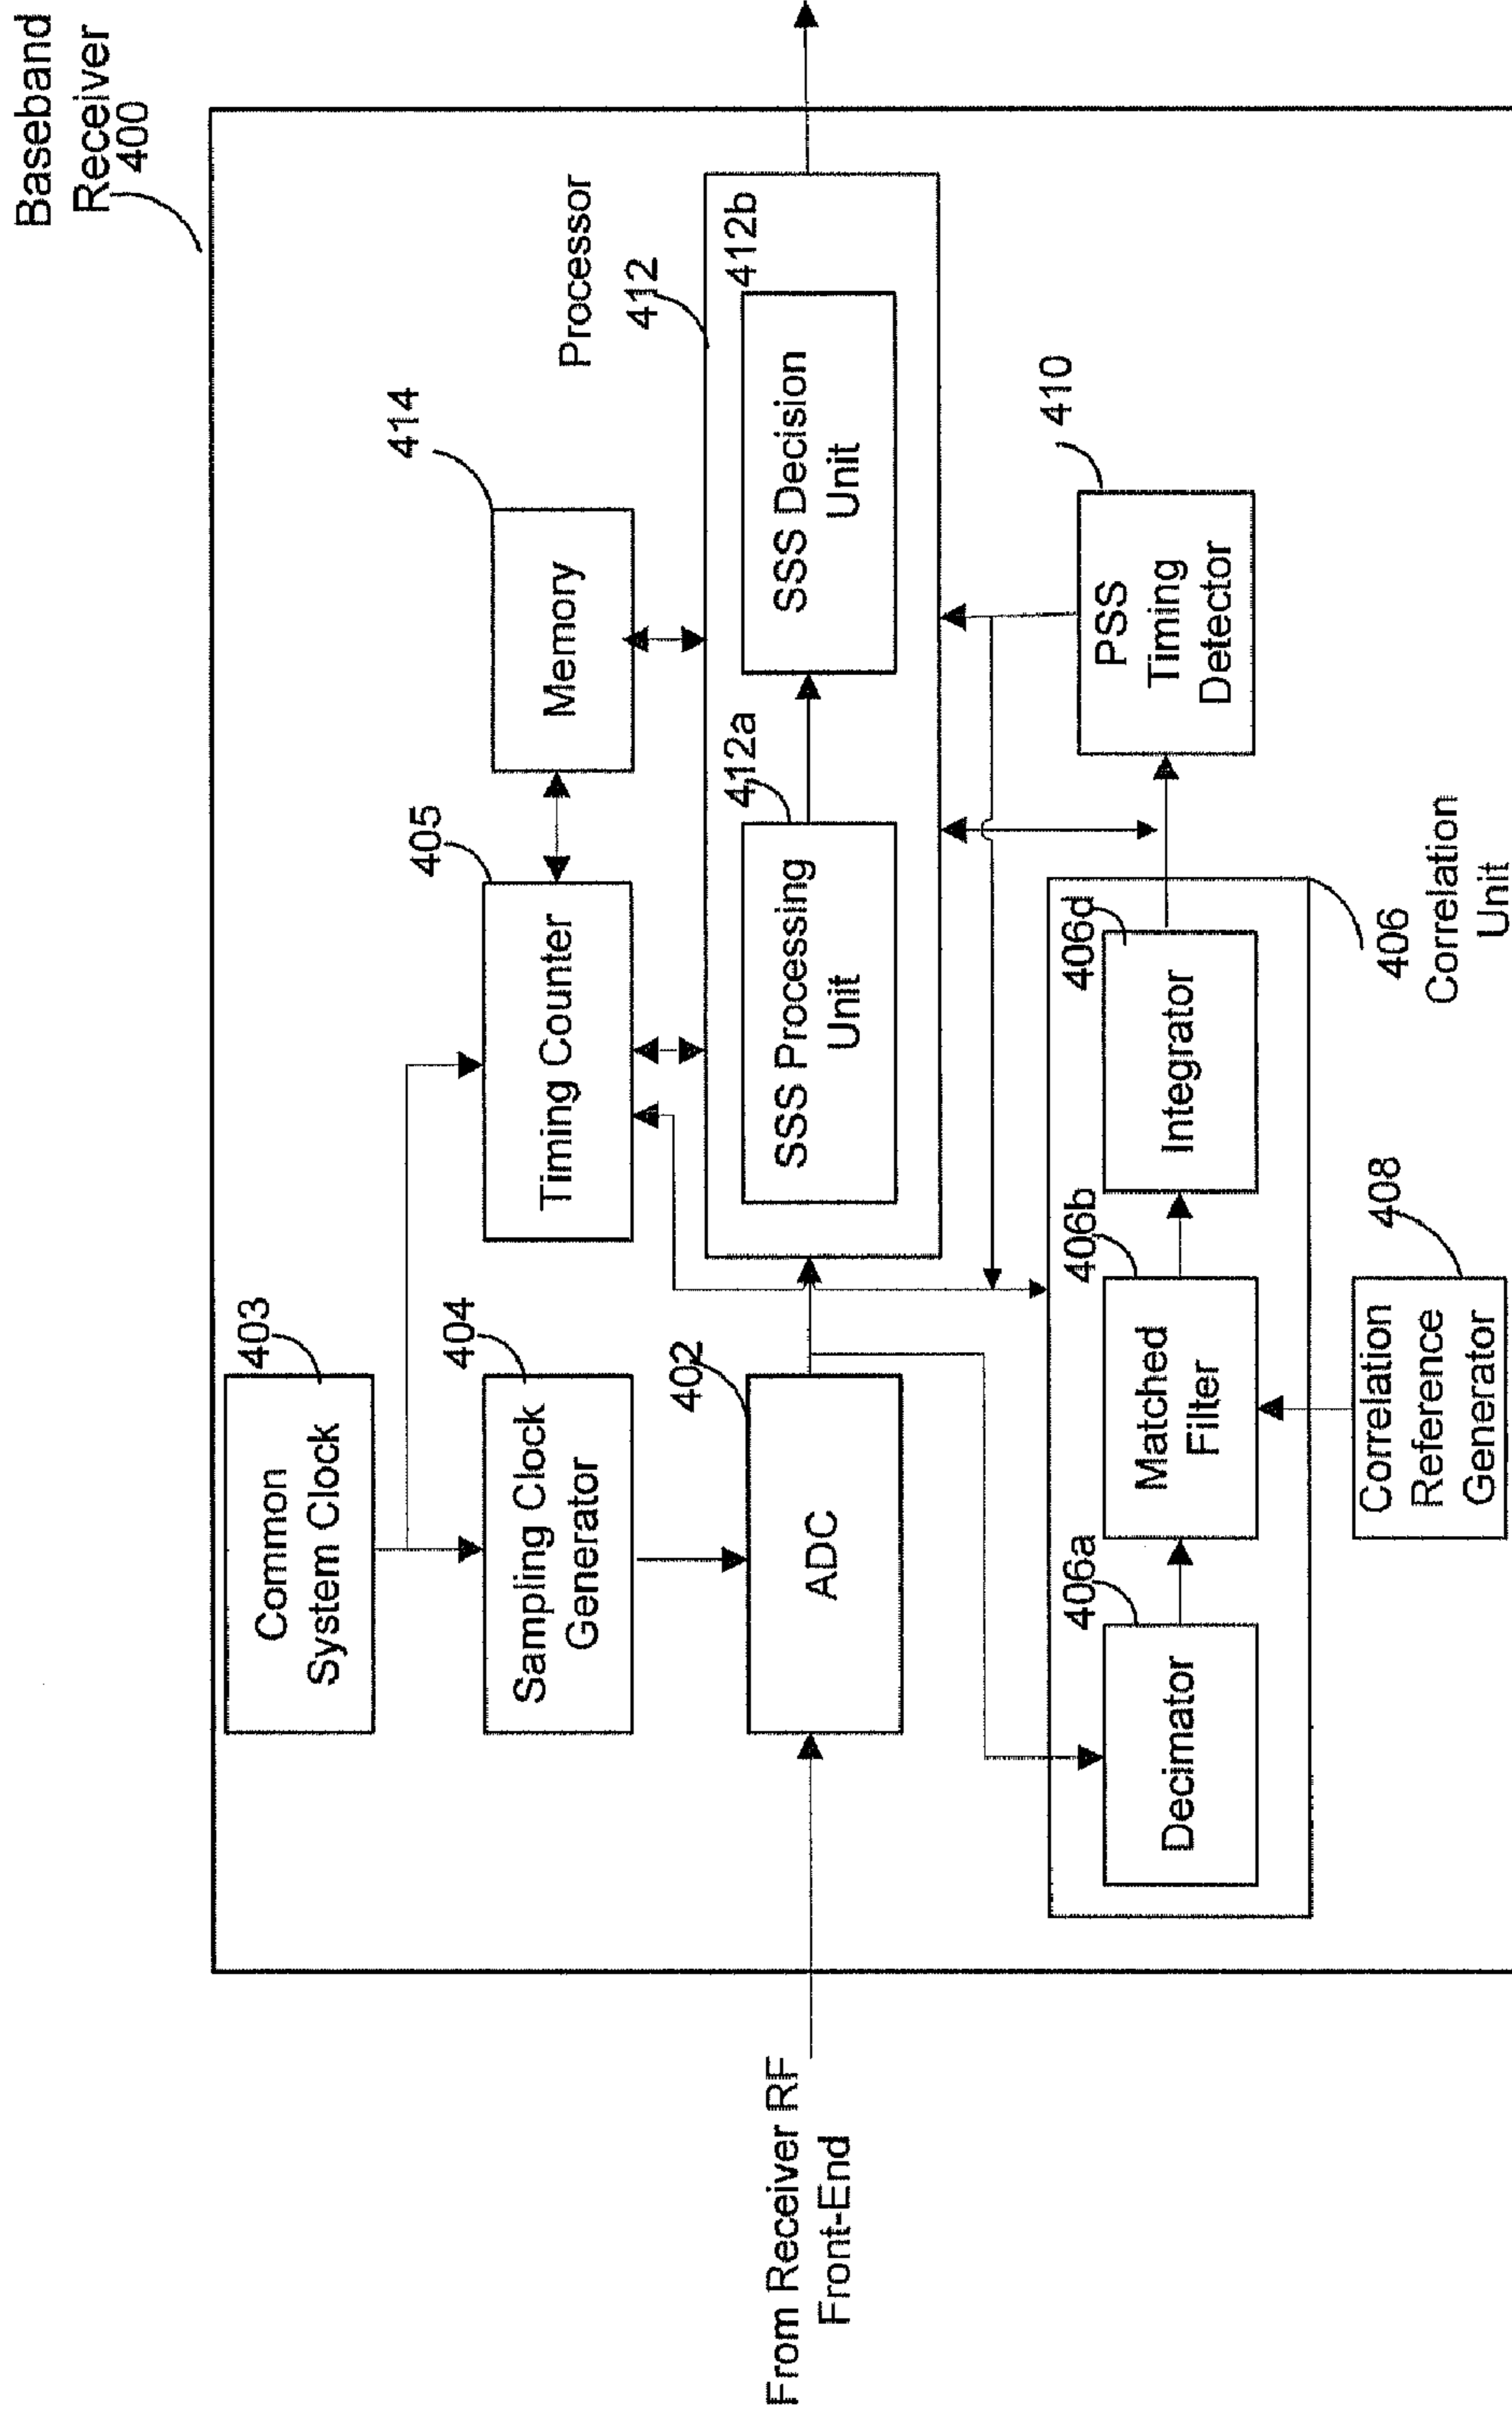 Baseband
Receiver
400
Common
System Clock
403
Sampling Clock
Generator
404
Timing Counter
405
Memory
414
Processor
412
ADC
402
SSS Processing
Unit
412a
SSS Decision
Unit
412b
From Receiver RF
Front-End
Decimator
406a
Matched
Filter
406b
Integrator
406d
PSS
Timing
Detector
410
406
Correlation
Unit
Correlation
Reference
Generator
408